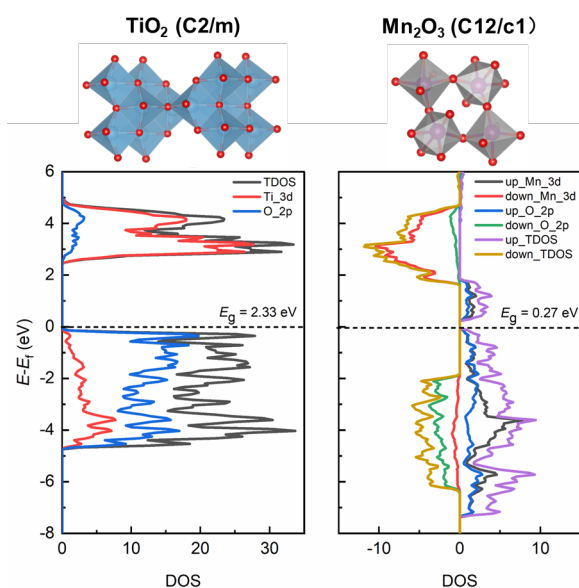 TiO₂ (C2/m)
Mn₂O₃ (C12/c1）
6
4
2
0
-2
-4
-6
-8
E-Ef (eV)
TDOS
Ti_3d
O_2p
Eg = 2.33 eV
0
10
20
30
DOS
up_Mn_3d
down_Mn_3d
up_O_2p
down_O_2p
up_TDOS
down_TDOS
Eg = 0.27 eV
-10
0
10
DOS